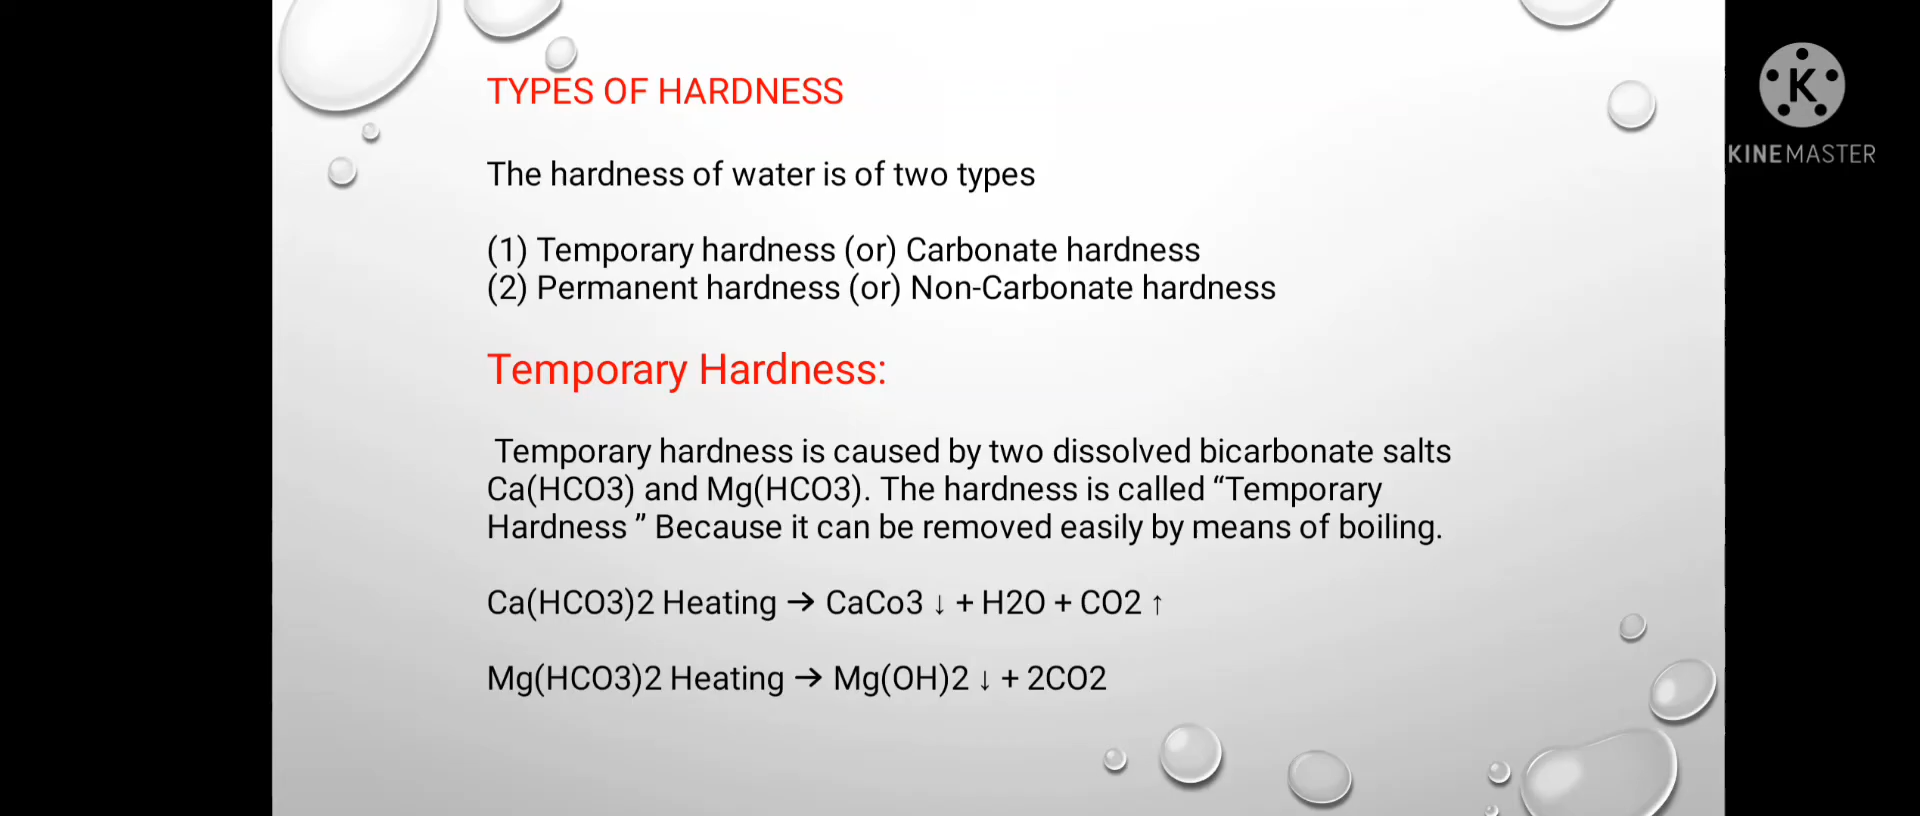 TYPES OF HARDNESS
The hardness of water is of two types
(1) Temporary hardness (or) Carbonate hardness
(2) Permanent hardness (or) Non-Carbonate hardness
Temporary Hardness:
Temporary hardness is caused by two dissolved bicarbonate salts
Ca(HCO3) and Mg(HCO3). The hardness is called “Temporary
Hardness ” Because it can be removed easily by means of boiling.
Ca(HCO3)2 Heating → CaCo3 ↓ + H2O + CO2 ↑
Mg(HCO3)2 Heating → Mg(OH)2 ↓ + 2CO2
K
KINEMASTER